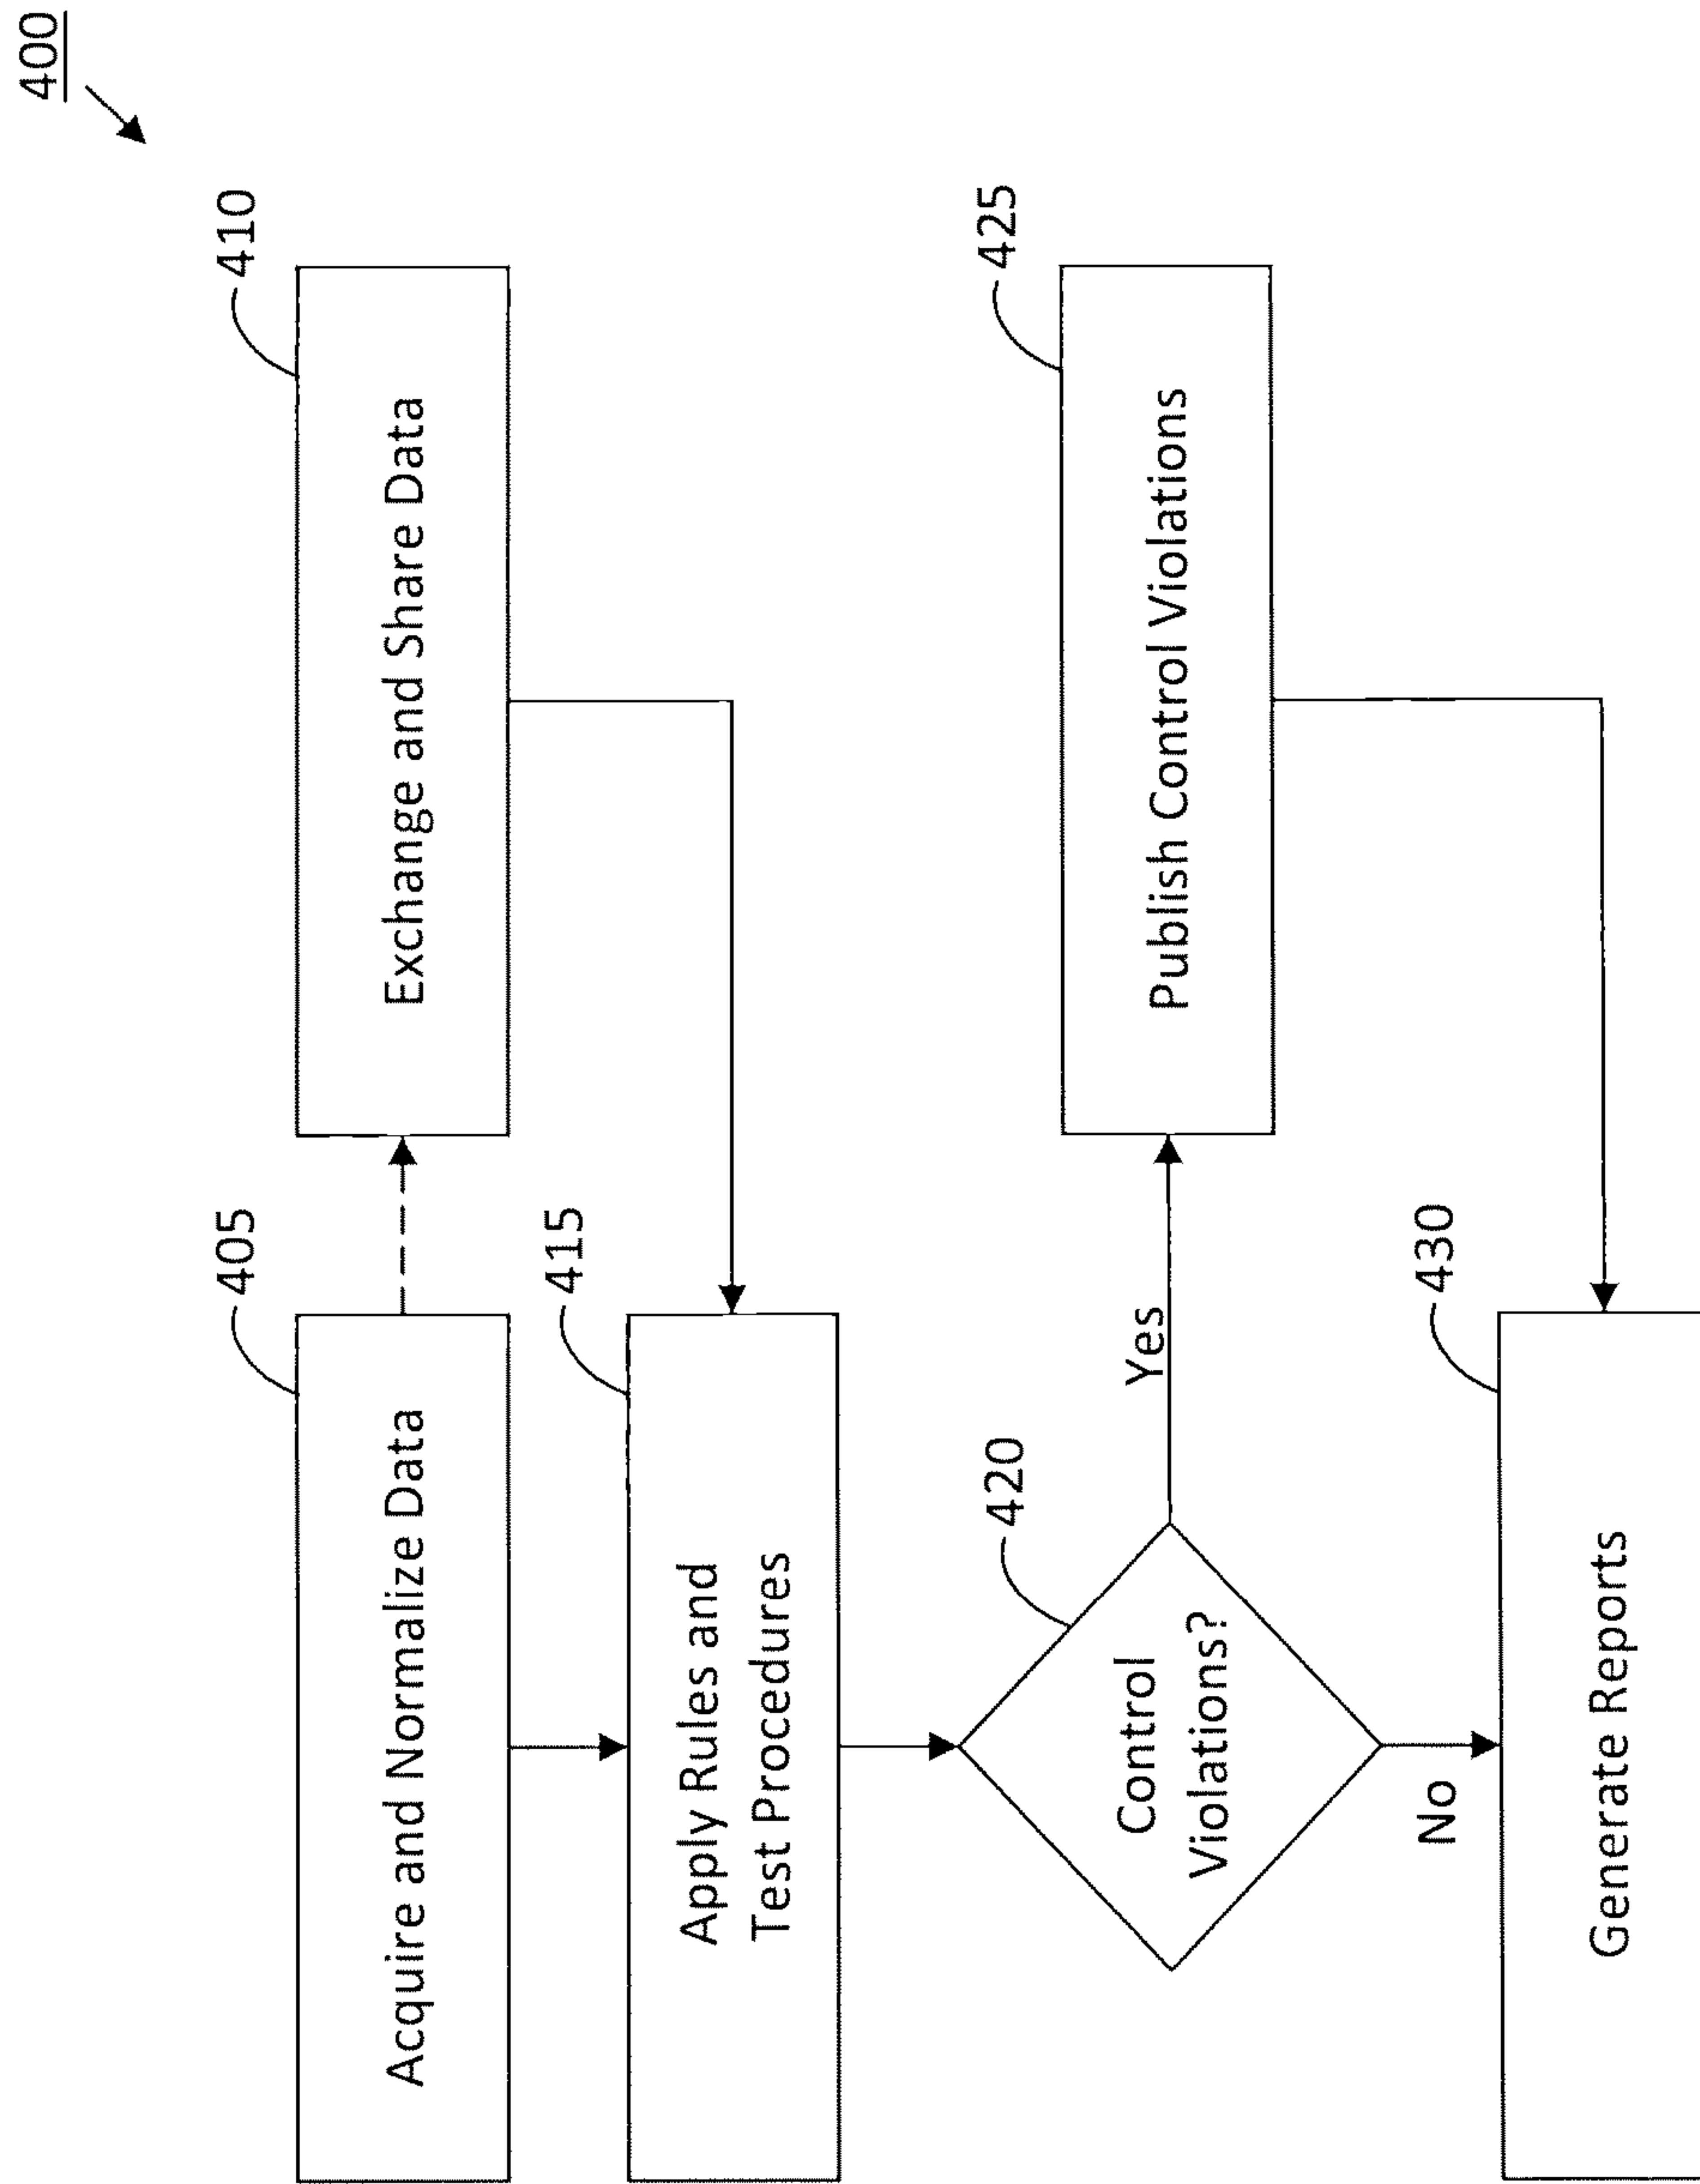 400
405
Acquire and Normalize Data
410
Exchange and Share Data
415
Apply Rules and
Test Procedures
420
Control
Violations?
Yes
425
Publish Control Violations
No
430
Generate Reports